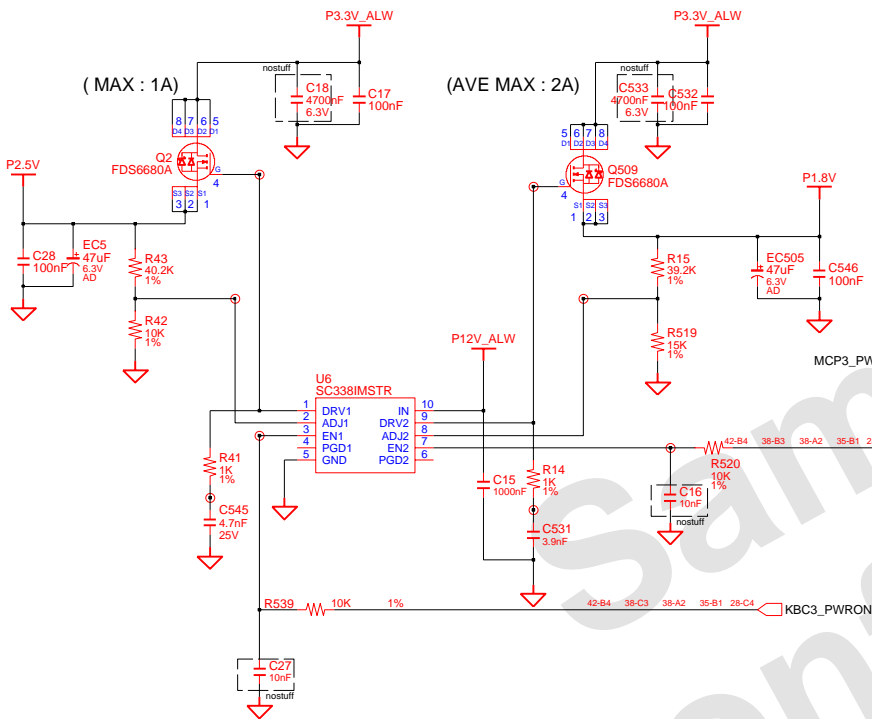 P3.3V_ALW
P3.3V_ALW
( MAX : 1A)
nostuff
C18
4700nF
6.3V
C17
100nF
(AVE MAX : 2A)
nostuff
C533
4700nF
6.3V
C532
100nF
8 7 6 5
D4 D3 D2 D1
Q2
FDS6680A
G
4
S3 S2 S1
3 2 1
5 6 7 8
D1 D2 D3 D4
Q509
FDS6680A
G
4
S1 S2 S3
1 2 3
P2.5V
P1.8V
C28
100nF
EC5
47uF
6.3V
AD
R43
40.2K
1%
R42
10K
1%
R15
39.2K
1%
EC505
47uF
6.3V
AD
C546
100nF
R519
15K
1%
P12V_ALW
MCP3_PW
U6
SC338IMSTR
1 DRV1 IN 10
2 ADJ1 DRV2 9
3 EN1 ADJ2 8
4 PGD1 EN2 7
5 GND PGD2 6
42-B4 38-B3 38-A2 35-B1 2
R520
10K
1%
R41
1K
1%
C545
4.7nF
25V
C15
1000nF
R14
1K
1%
C531
3.9nF
C16
10nF
nostuff
R539 10K 1%
42-B4 38-C3 38-A2 35-B1 28-C4
KBC3_PWRON
C27
10nF
nostuff
Sam
onf